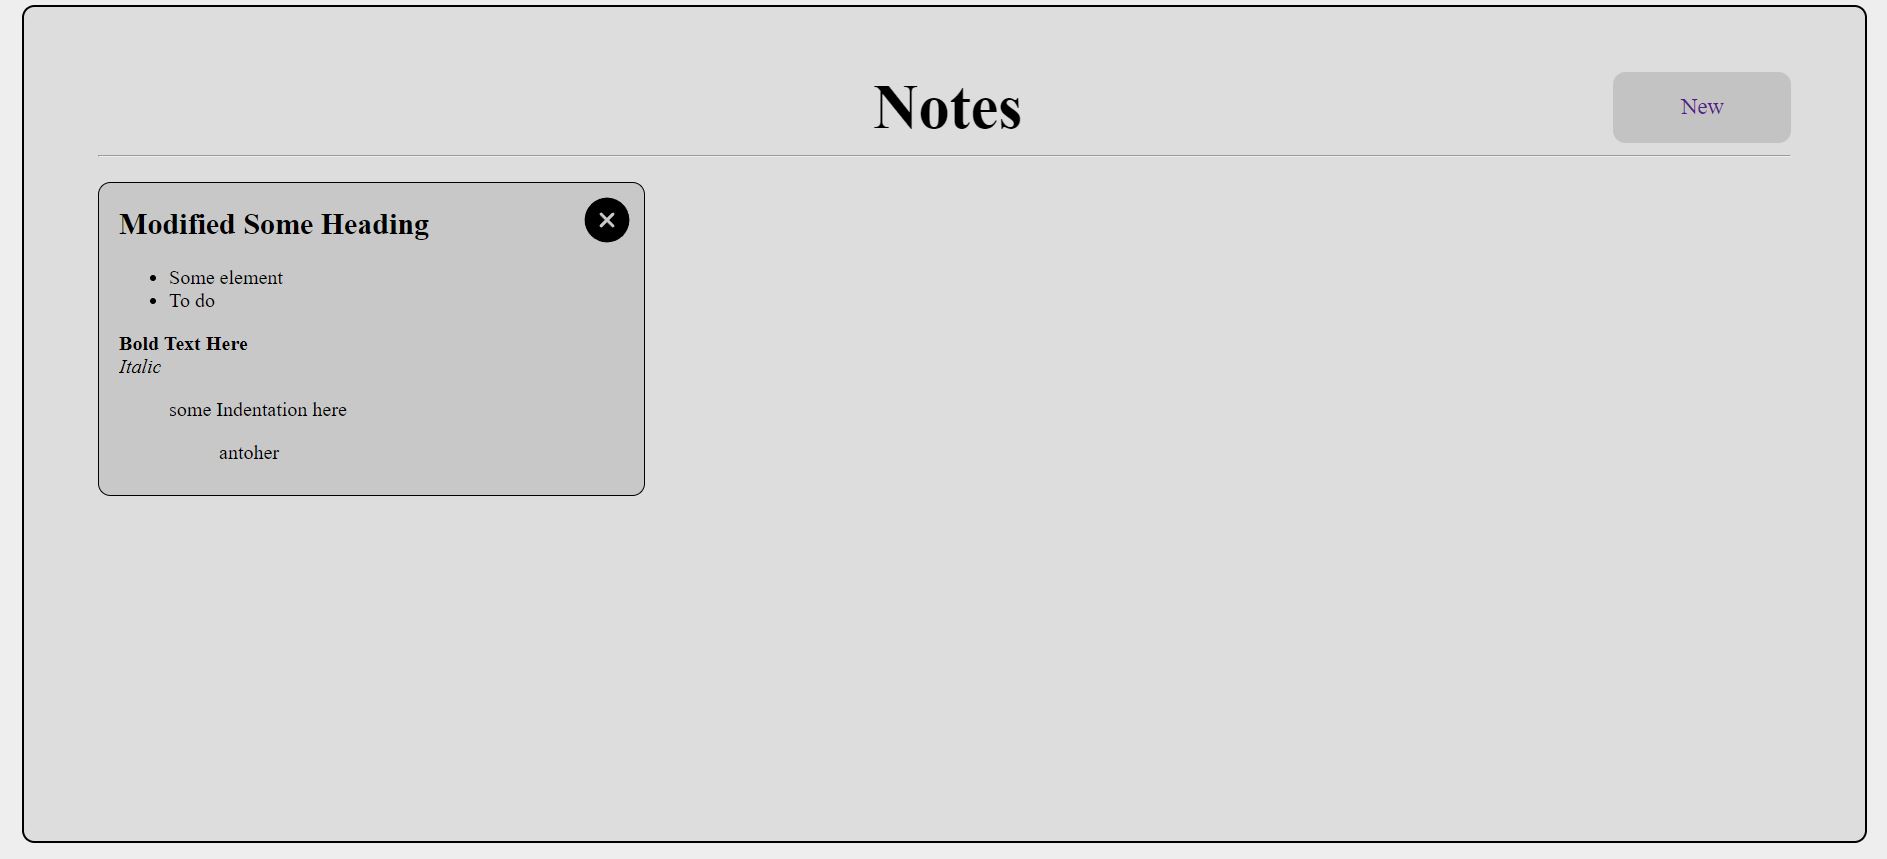 Notes
New
Modified Some Heading
Some element
To do
Bold Text Here
Italic
some Indentation here
antoher